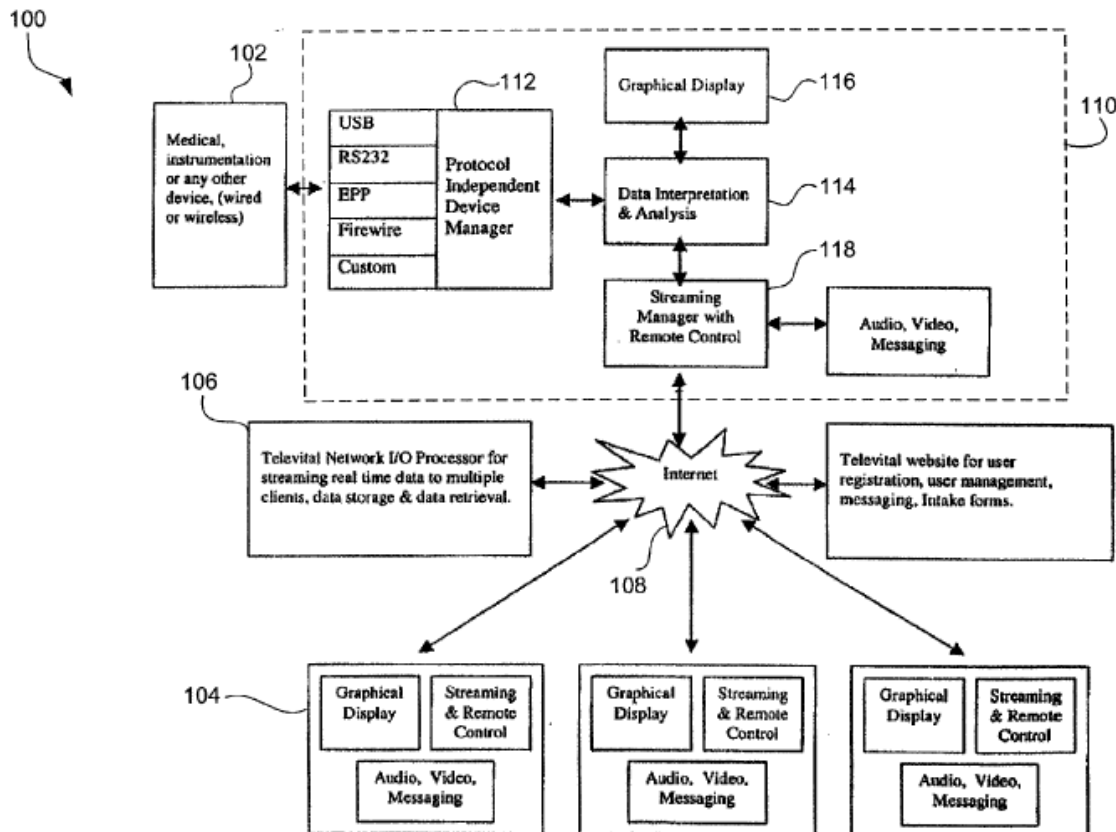 100
102
112
116
110
114
118
106
108
104
Medical,
instrumentation
or any other
device, (wired
or wireless)
USB
RS232
EPP
Firewire
Custom
Protocol
Independent
Device
Manager
Graphical Display
Data Interpretation
& Analysis
Streaming
Manager with
Remote Control
Audio, Video,
Messaging
Televital Network I/O Processor for
streaming real time data to multiple
clients, data storage & data retrieval.
Internet
Televital website for user
registration, user management,
messaging, Intake forms.
Graphical
Display
Streaming
& Remote
Control
Audio, Video,
Messaging
Graphical
Display
Streaming
& Remote
Control
Audio, Video,
Messaging
Graphical
Display
Streaming
& Remote
Control
Audio, Video,
Messaging